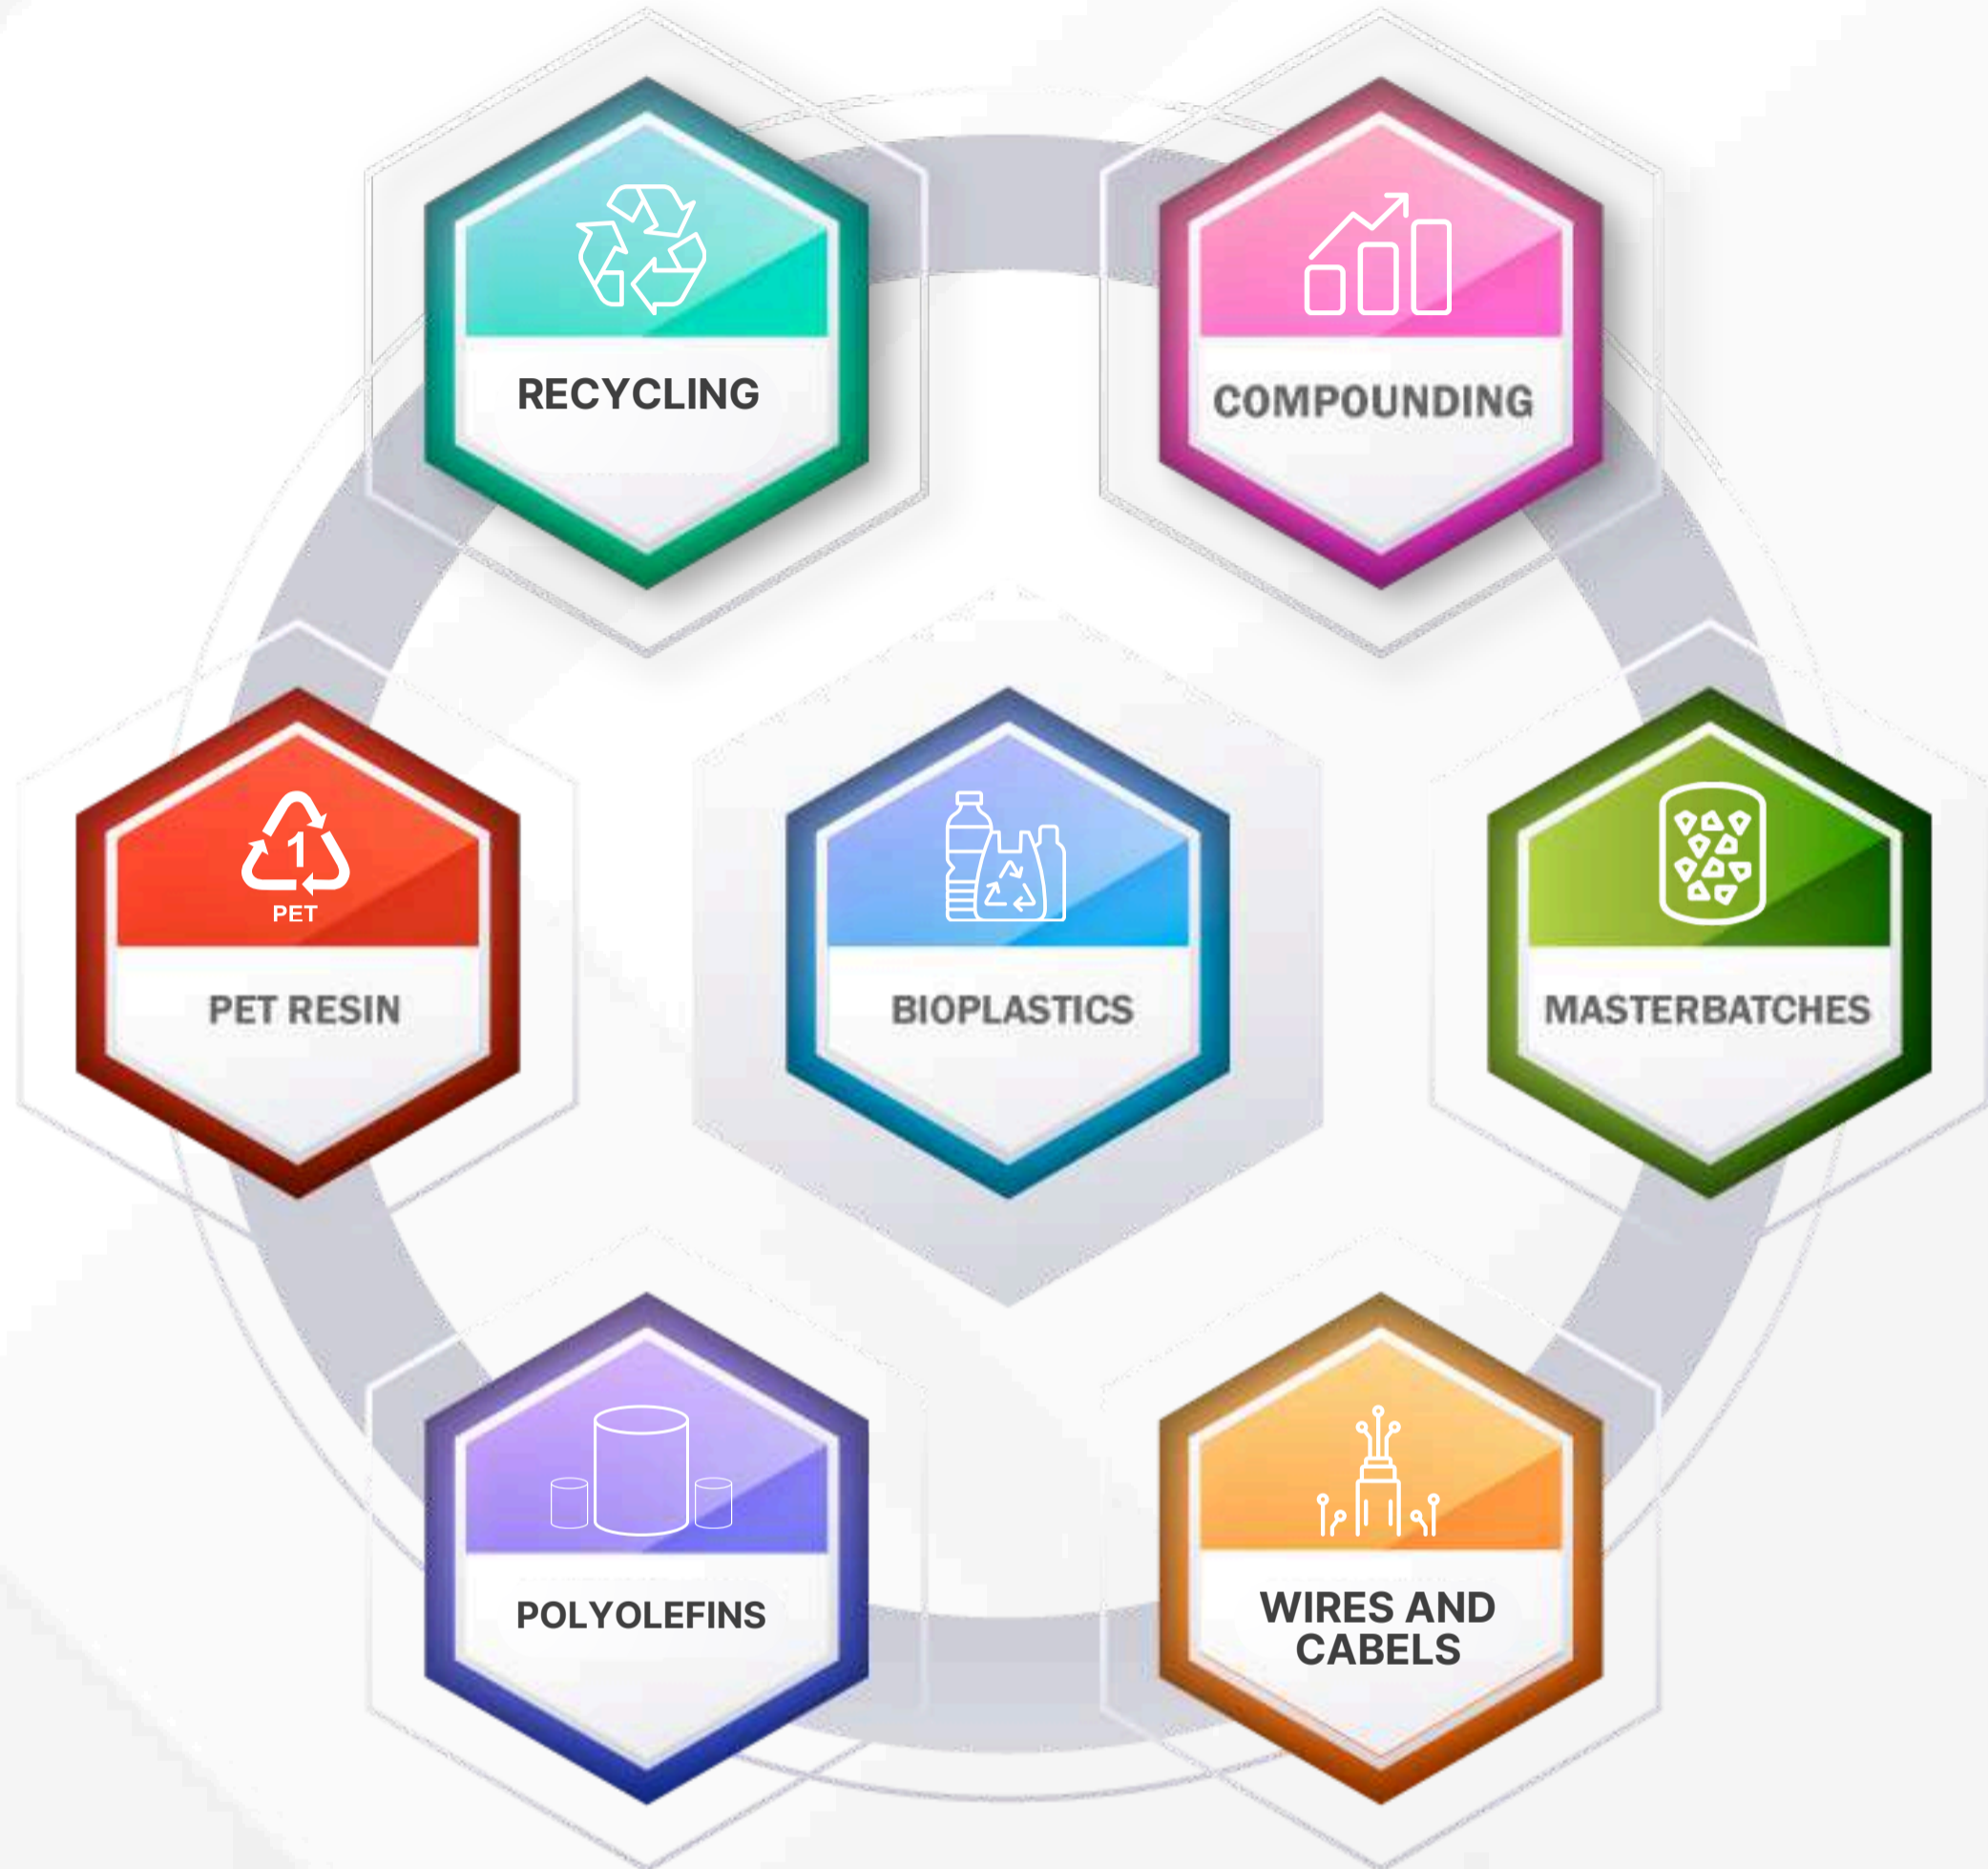 RECYCLING
COMPOUNDING
1
PET
PET RESIN
BIOPLASTICS
MASTERBATCHES
POLYOLEFINS
WIRES AND
CABELS